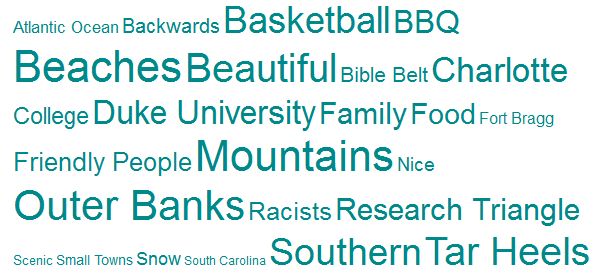 Atlantic Ocean Backwards Basketball BBQ
Beaches Beautiful Bible Belt Charlotte
College Duke University Family Food Fort Bragg
Friendly People Mountains Nice
Outer Banks Racists Research Triangle
Scenic Small Towns Snow South Carolina Southern Tar Heels